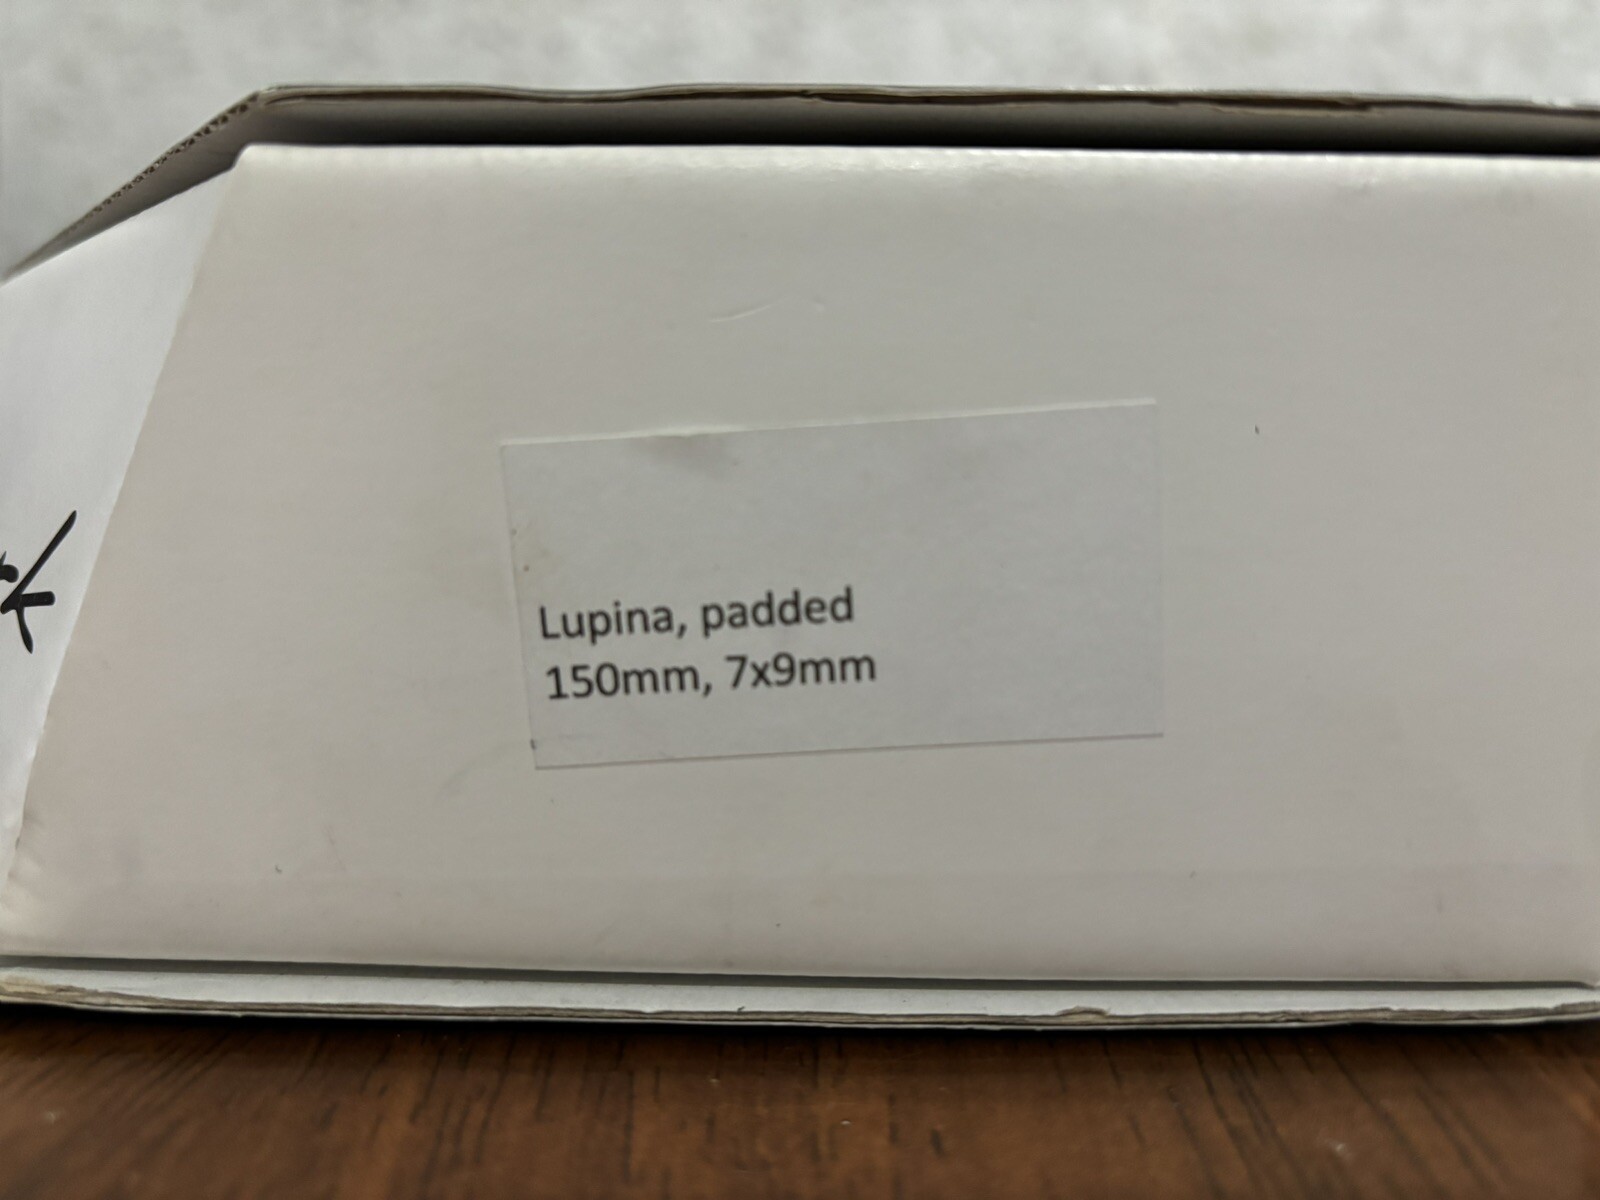 Lupina, padded
150mm, 7x9mm